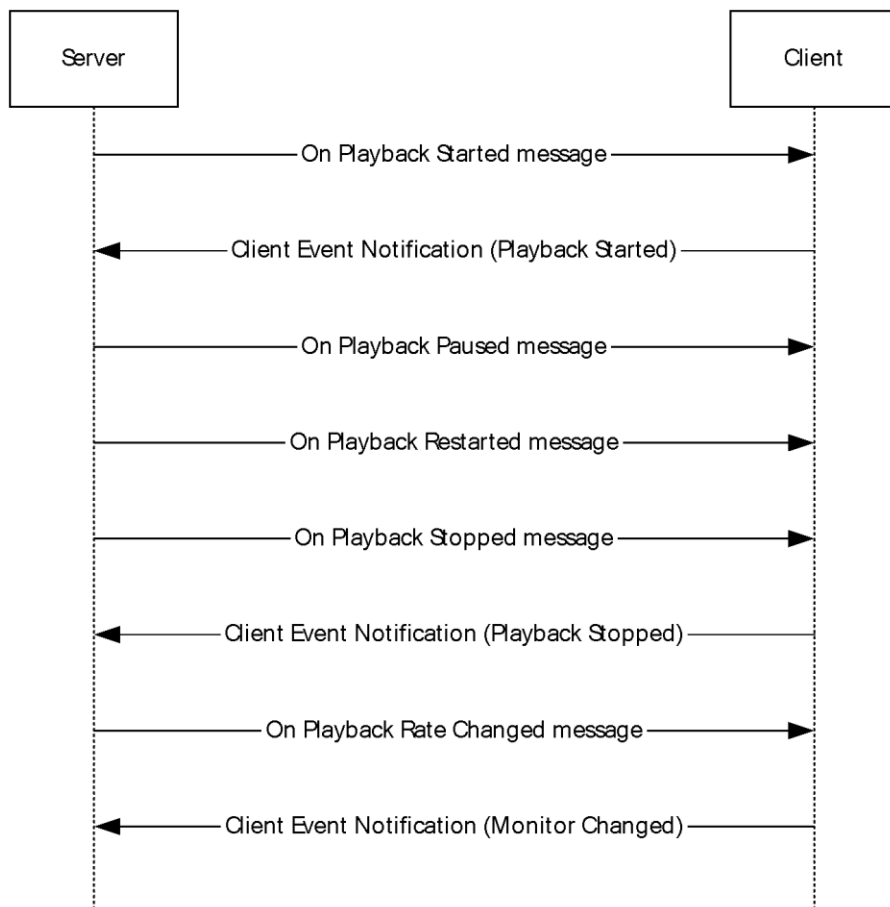 Server
Client
On Playback Started message
Client Event Notification (Playback Started)
On Playback Paused message
On Playback Restarted message
On Playback Stopped message
Client Event Notification (Playback Stopped)
On Playback Rate Changed message
Client Event Notification (Monitor Changed)